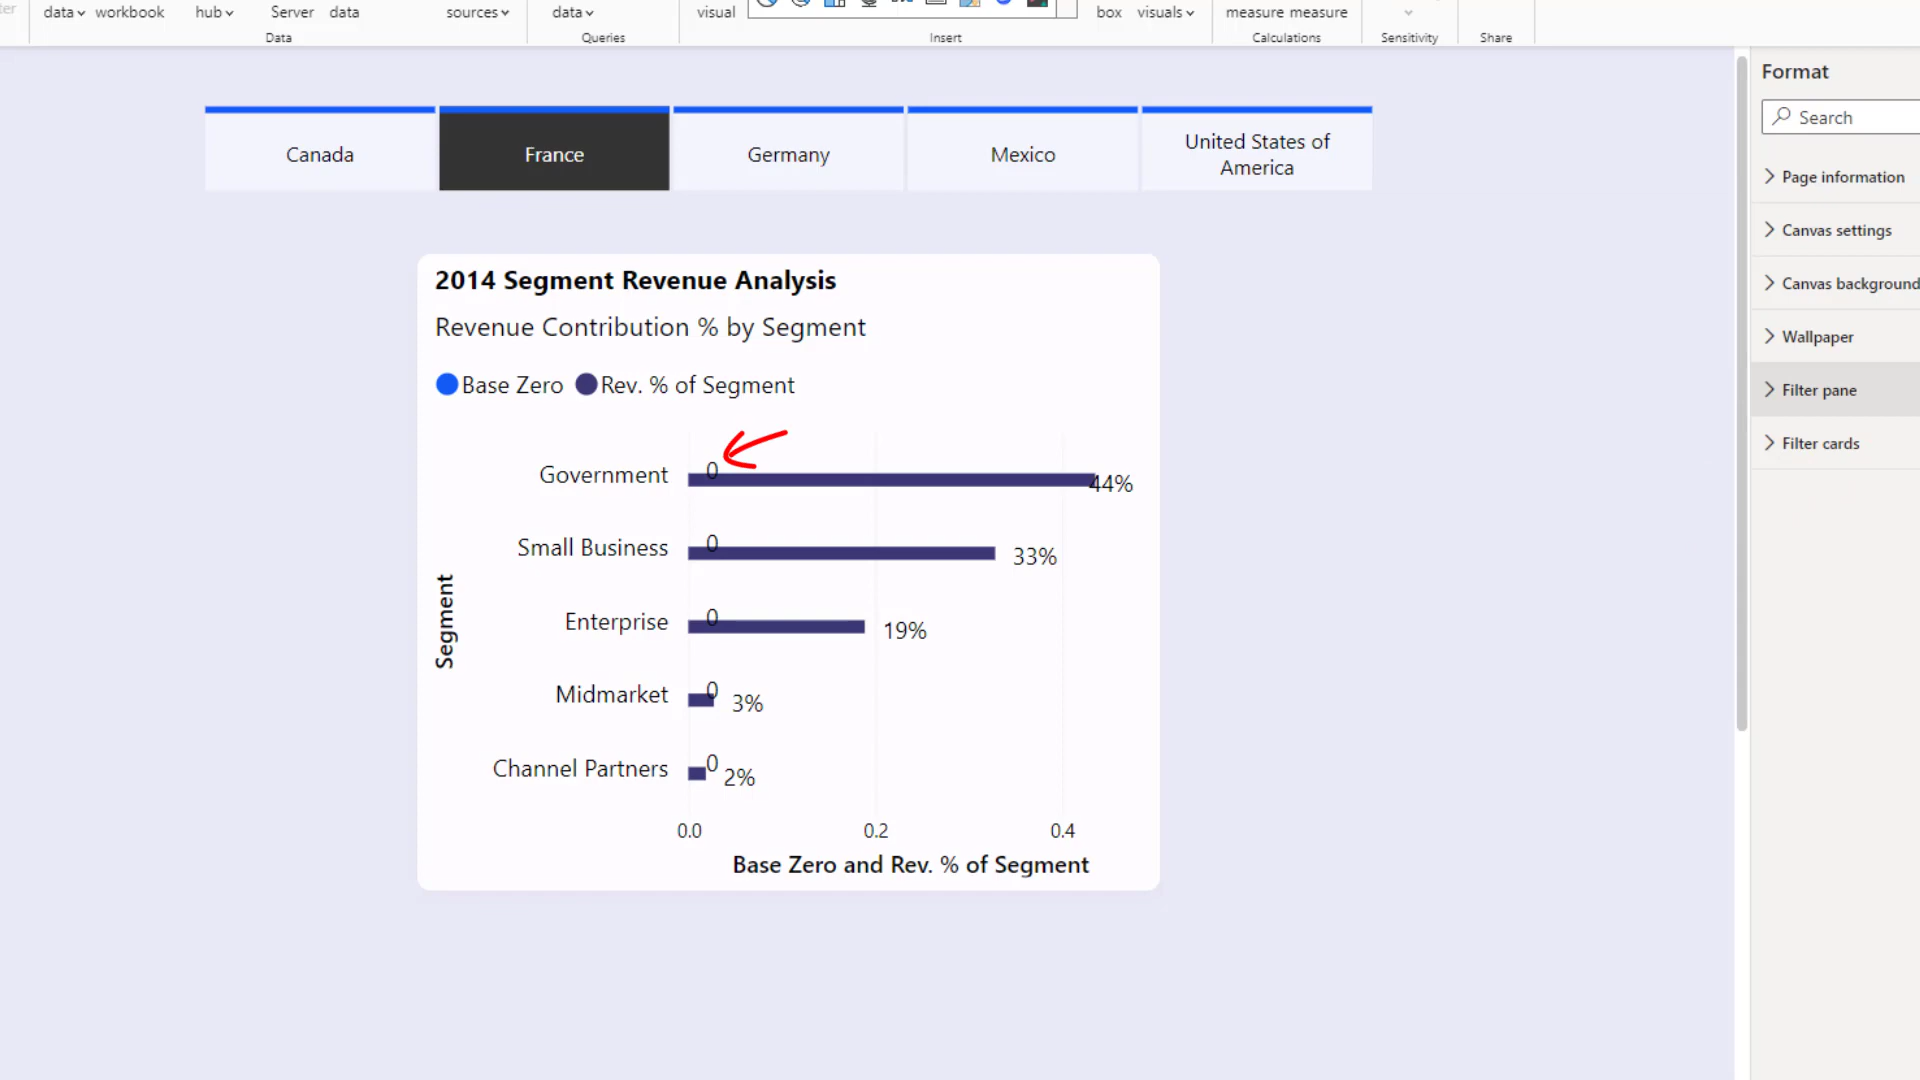 data workbook hub Server data sources data visual box visuals measure measure
Data Queries Insert Calculations Sensitivity Share
Format
Search
Page information
Canvas settings
Canvas background
Wallpaper
Filter pane
Filter cards
Canada France Germany Mexico United States of
America
2014 Segment Revenue Analysis
Revenue Contribution % by Segment
Base Zero Rev. % of Segment
Segment
Government 0 44%
Small Business 0 33%
Enterprise 0 19%
Midmarket 0 3%
Channel Partners 0 2%
0.0 0.2 0.4
Base Zero and Rev. % of Segment